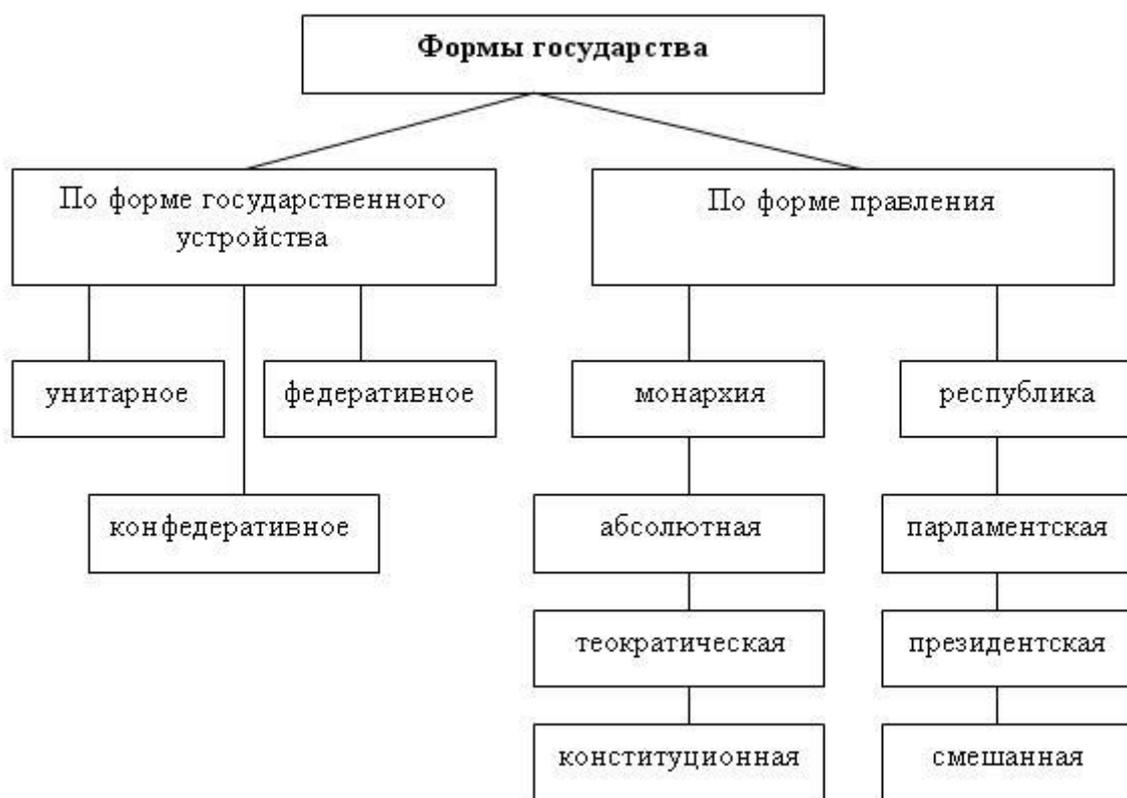 Формы государства
По форме государственного
устройства
По форме правления
унитарное
федеративное
монархия
республика
конфедеративное
абсолютная
парламентская
теократическая
президентская
конституционная
смешанная